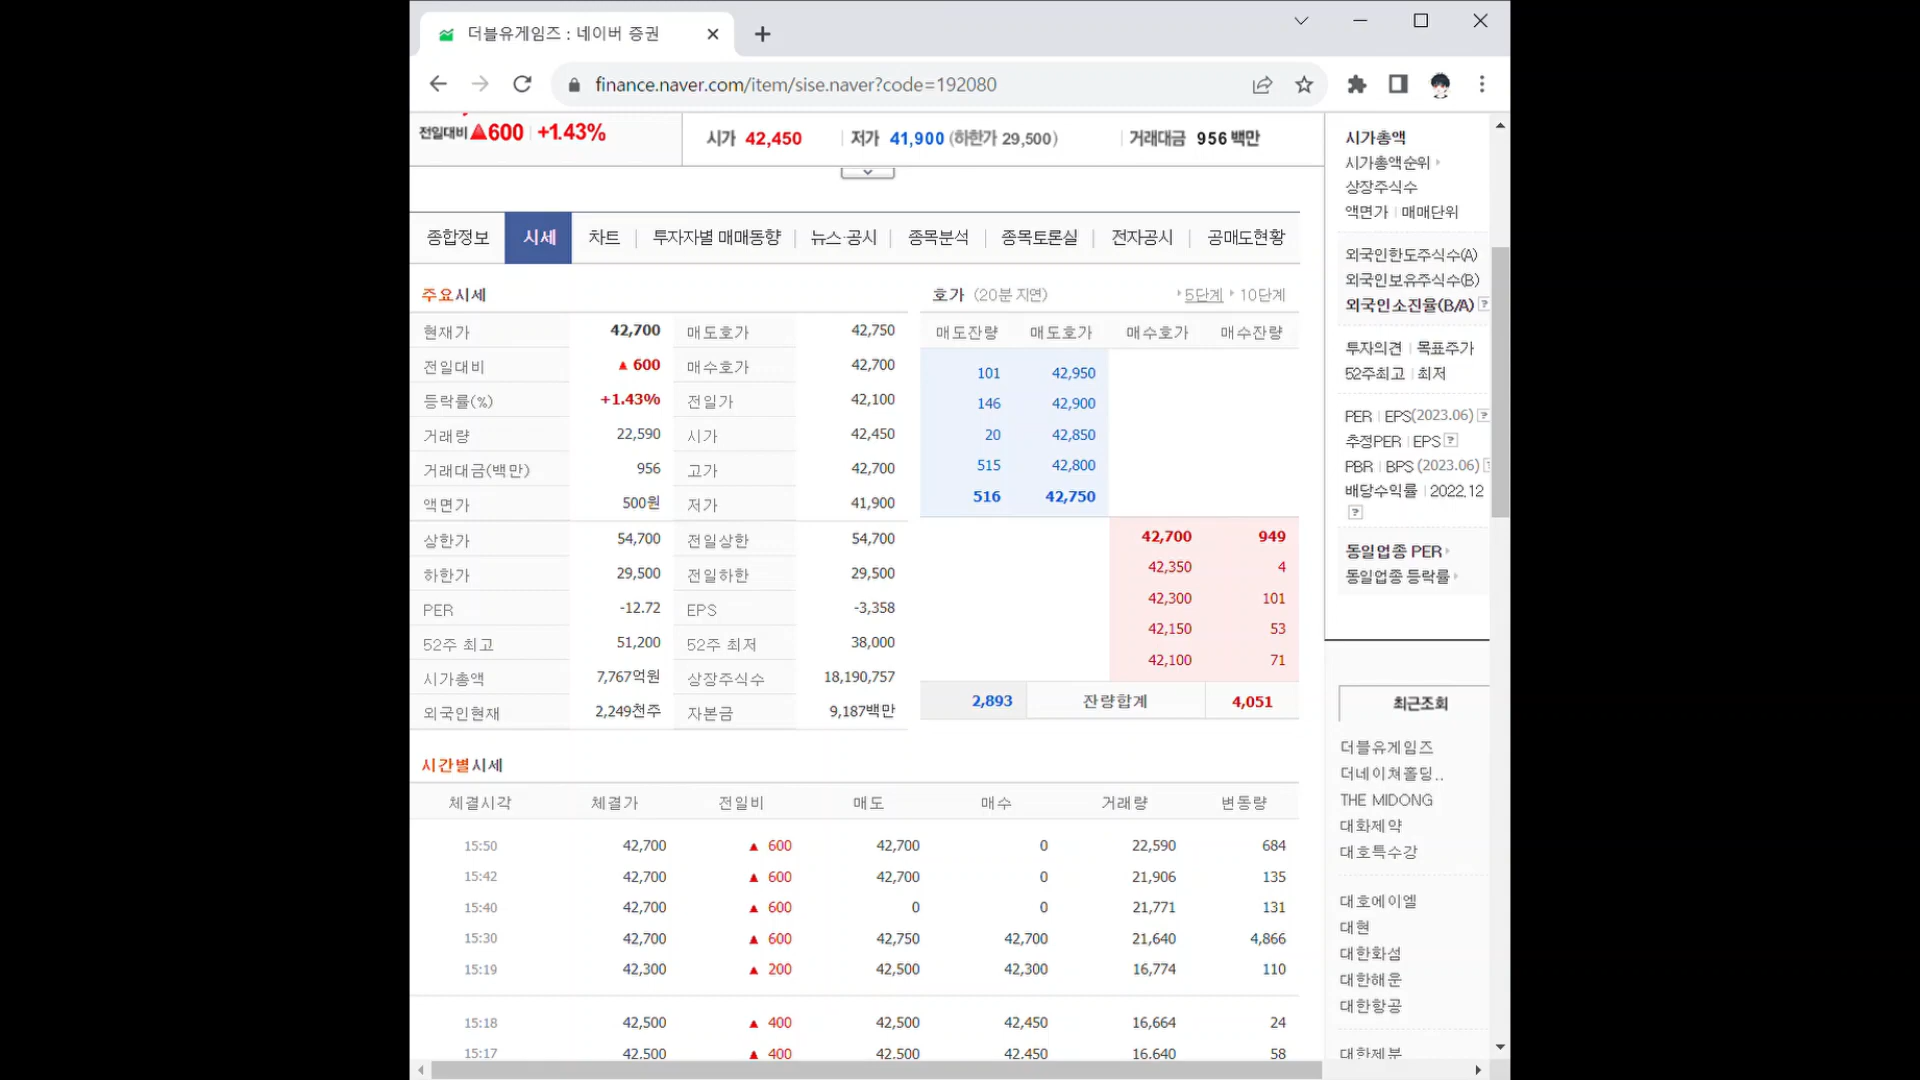 더블유게임즈 : 네이버 증권
finance.naver.com/item/sise.naver?code=192080
전일대비 ▲600 +1.43%
시가 42,450 저가 41,900 (하한가 29,500) 거래대금 956 백만
종합정보 시세 차트 투자자별 매매동향 뉴스·공시 종목분석 종목토론실 전자공시 공매도현황
주요시세
현재가 42,700 매도호가 42,750
전일대비 ▲ 600 매수호가 42,700
등락률(%) +1.43% 전일가 42,100
거래량 22,590 시가 42,450
거래대금(백만) 956 고가 42,700
액면가 500원 저가 41,900
상한가 54,700 전일상한 54,700
하한가 29,500 전일하한 29,500
PER -12.72 EPS -3,358
52주 최고 51,200 52주 최저 38,000
시가총액 7,767억원 상장주식수 18,190,757
외국인현재 2,249천주 자본금 9,187백만
호가 (20분 지연) 5단계 10단계
매도잔량 매도호가 매수호가 매수잔량
101 42,950
146 42,900
20 42,850
515 42,800
516 42,750
42,700 949
42,350 4
42,300 101
42,150 53
42,100 71
2,893 잔량합계 4,051
시간별시세
체결시각 체결가 전일비 매도 매수 거래량 변동량
15:50 42,700 ▲ 600 42,700 0 22,590 684
15:42 42,700 ▲ 600 42,700 0 21,906 135
15:40 42,700 ▲ 600 0 0 21,771 131
15:30 42,700 ▲ 600 42,750 42,700 21,640 4,866
15:19 42,300 ▲ 200 42,500 42,300 16,774 110
15:18 42,500 ▲ 400 42,500 42,450 16,664 24
15:17 42,500 ▲ 400 42,500 42,450 16,640 58
시가총액
시가총액순위
상장주식수
액면가 | 매매단위
외국인한도주식수(A)
외국인보유주식수(B)
외국인소진율(B/A) ?
투자의견 | 목표주가
52주최고 | 최저
PER | EPS(2023.06) ?
추정PER | EPS ?
PBR | BPS (2023.06) ?
배당수익률 | 2022.12
?
동일업종 PER
동일업종 등락률
최근조회
더블유게임즈
더네이쳐홀딩..
THE MIDONG
대화제약
대호특수강
대호에이엘
대현
대한화섬
대한해운
대한항공
대한제분